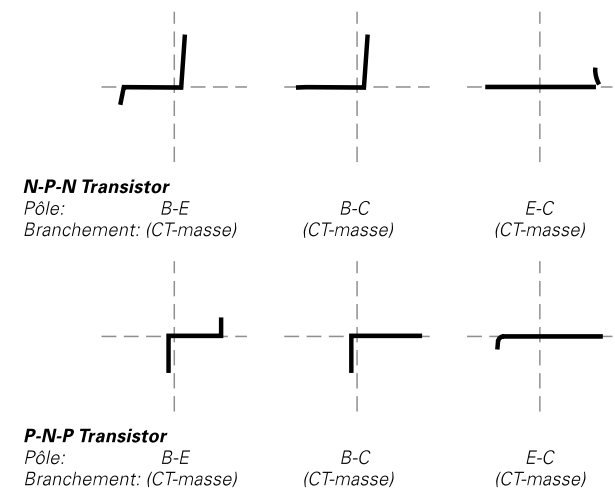 N-P-N Transistor
Pôle: B-E B-C E-C
Branchement: (CT-masse) (CT-masse) (CT-masse)
P-N-P Transistor
Pôle: B-E B-C E-C
Branchement: (CT-masse) (CT-masse) (CT-masse)